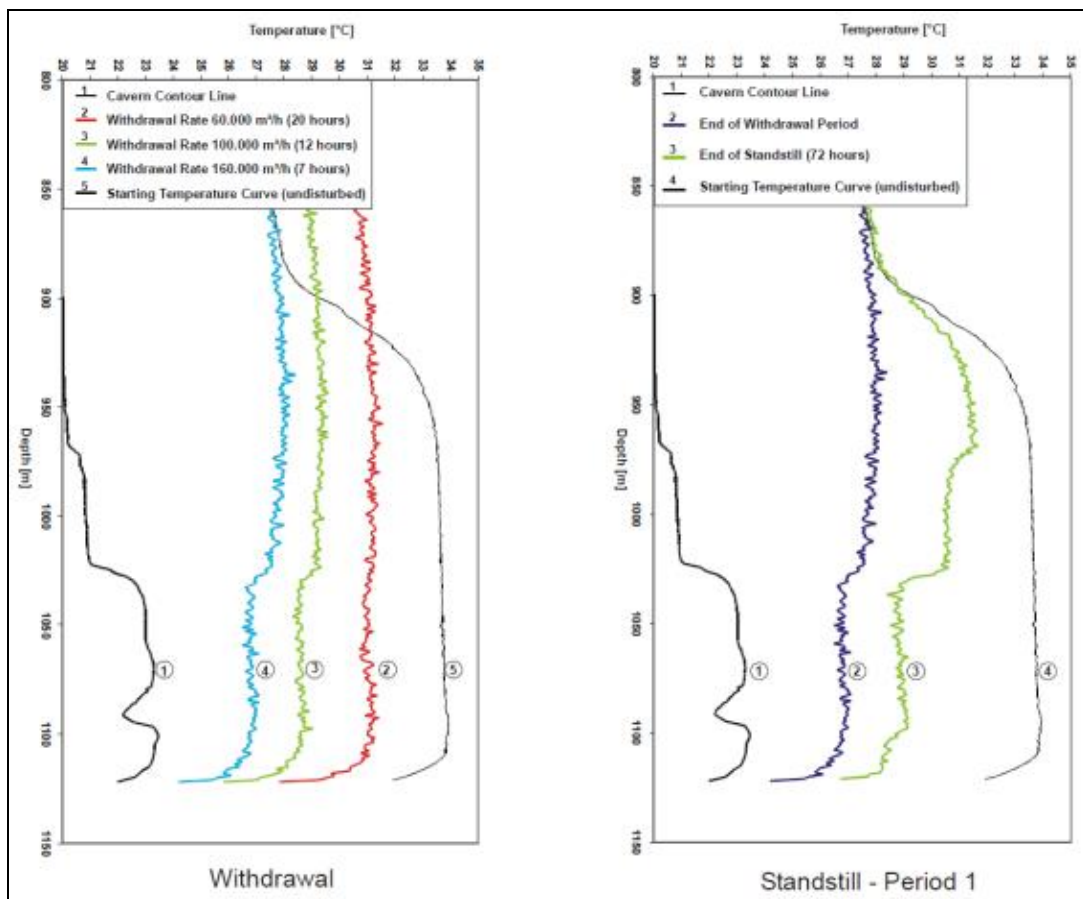 Temperature [°C]
20 21 22 23 24 25 26 27 28 29 30 31 32 33 34 35
800
850
900
950
1000
1050
1100
1150
Depth [m]
1 Cavern Contour Line
2 Withdrawal Rate 60.000 m³/h (20 hours)
3 Withdrawal Rate 100.000 m³/h (12 hours)
4 Withdrawal Rate 160.000 m³/h (7 hours)
5 Starting Temperature Curve (undisturbed)
1
4
3
2
5
Withdrawal
Temperature [°C]
20 21 22 23 24 25 26 27 28 29 30 31 32 33 34 35
800
850
900
950
1000
1050
1100
1150
Depth [m]
1 Cavern Contour Line
2 End of Withdrawal Period
3 End of Standstill (72 hours)
4 Starting Temperature Curve (undisturbed)
1
2
3
4
Standstill - Period 1